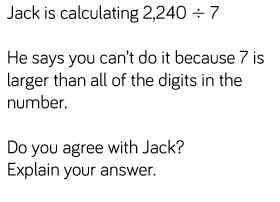 Jack is calculating 2,240 ÷ 7
He says you can't do it because 7 is
larger than all of the digits in the
number.
Do you agree with Jack?
Explain your answer.